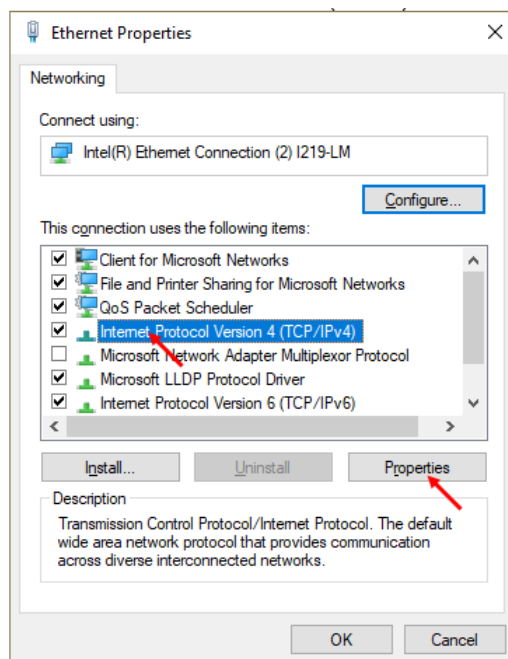 Ethernet Properties
Networking
Connect using:
Intel(R) Ethernet Connection (2) I219-LM
Configure...
This connection uses the following items:
Client for Microsoft Networks
File and Printer Sharing for Microsoft Networks
QoS Packet Scheduler
Internet Protocol Version 4 (TCP/IPv4)
Microsoft Network Adapter Multiplexor Protocol
Microsoft LLDP Protocol Driver
Internet Protocol Version 6 (TCP/IPv6)
Install... Uninstall Properties
Description
Transmission Control Protocol/Internet Protocol. The default
wide area network protocol that provides communication
across diverse interconnected networks.
OK Cancel